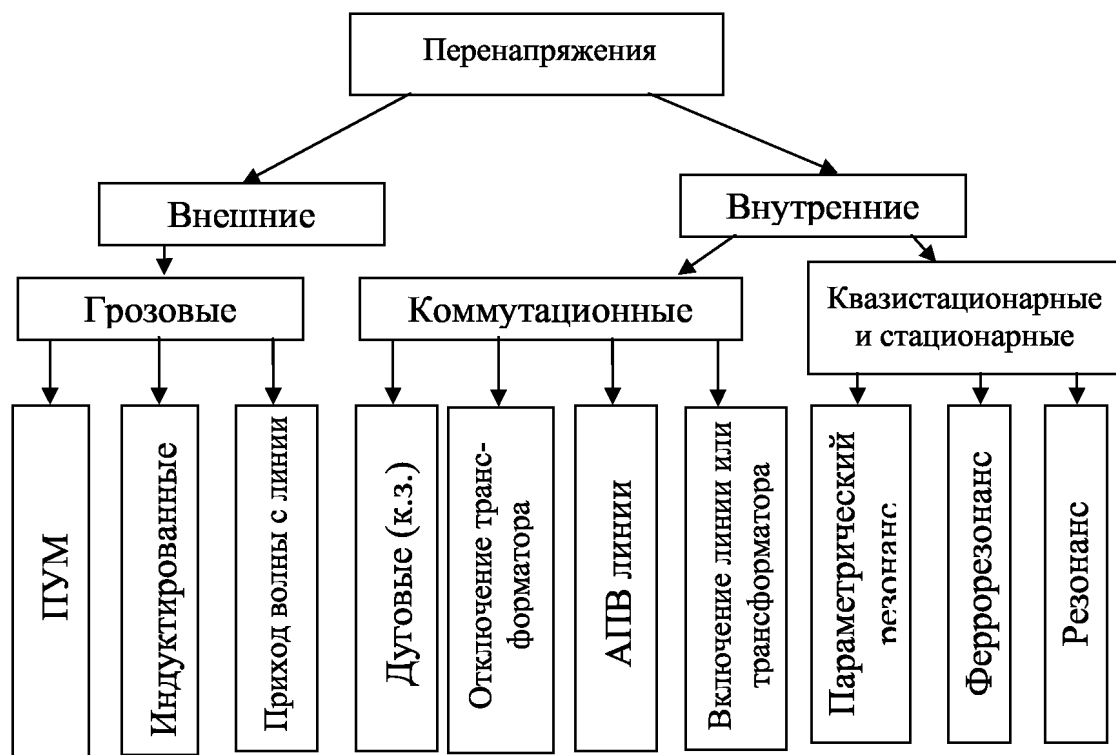 Перенапряжения
Внешние
Внутренние
Грозовые
Коммутационные
Квазистационарные
и стационарные
ПУМ
Индуктированные
Приход волны с линии
Дуговые (к.з.)
Отключение транс-
форматора
АПВ линии
Включение линии или
трансформатора
Параметрический
резонанс
Феррорезонанс
Резонанс